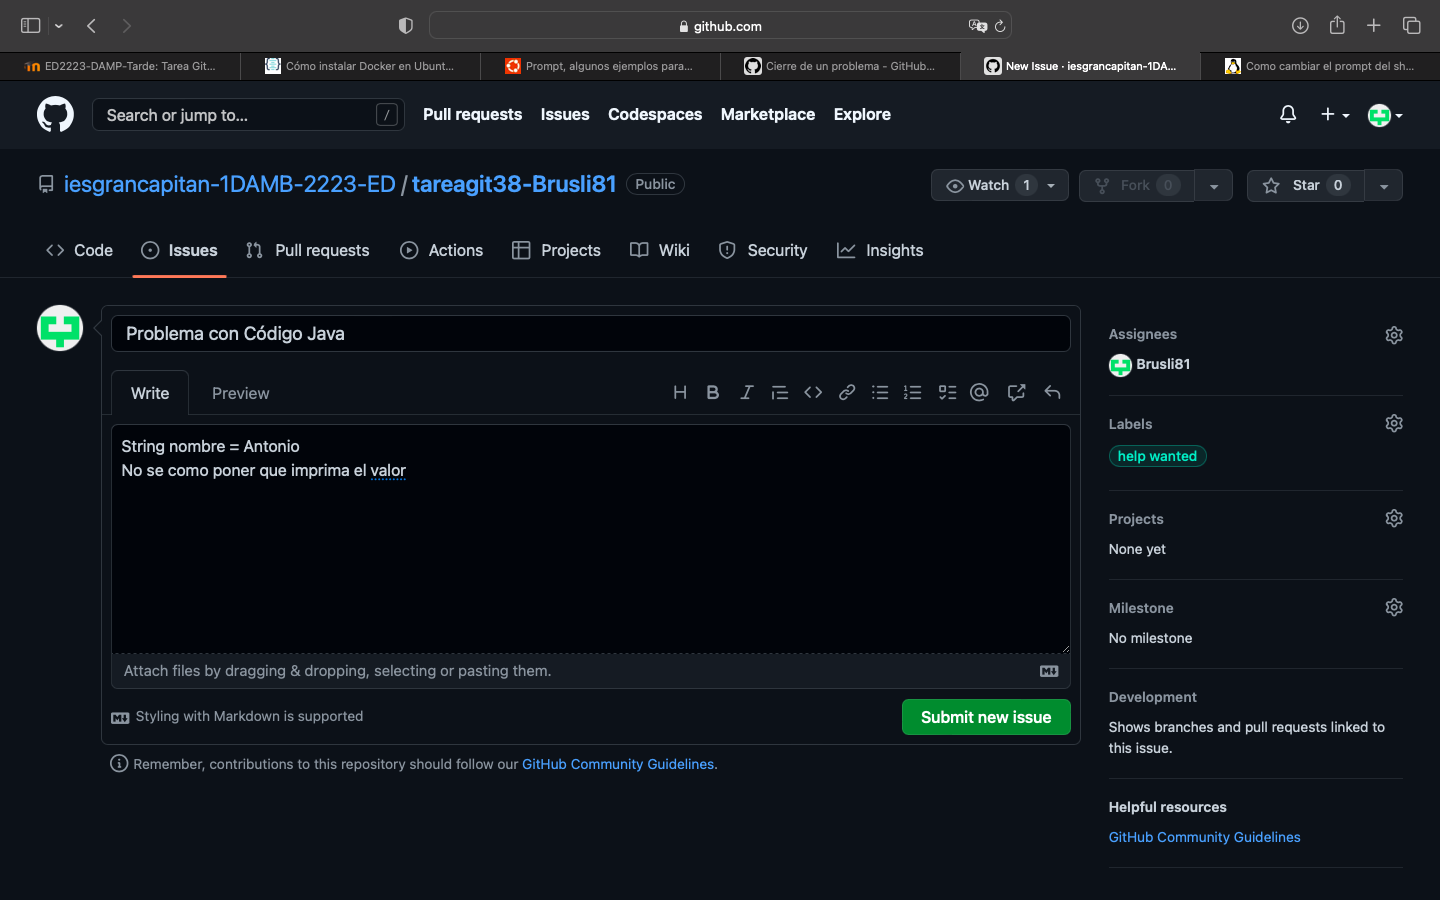 github.com
ED2223-DAMP-Tarde: Tarea Git...
Cómo instalar Docker en Ubunt...
Prompt, algunos ejemplos para...
Cierre de un problema - GitHub...
New Issue · iesgrancapitan-1DA...
Como cambiar el prompt del sh...
Search or jump to... /
Pull requests
Issues
Codespaces
Marketplace
Explore
iesgrancapitan-1DAMB-2223-ED / tareagit38-Brusli81 Public
Watch 1
Fork 0
Star 0
Code
Issues
Pull requests
Actions
Projects
Wiki
Security
Insights
Problema con Código Java
Write
Preview
String nombre = Antonio
No se como poner que imprima el valor
Attach files by dragging & dropping, selecting or pasting them.
Styling with Markdown is supported
Submit new issue
Remember, contributions to this repository should follow our GitHub Community Guidelines.
Assignees
Brusli81
Labels
help wanted
Projects
None yet
Milestone
No milestone
Development
Shows branches and pull requests linked to
this issue.
Helpful resources
GitHub Community Guidelines